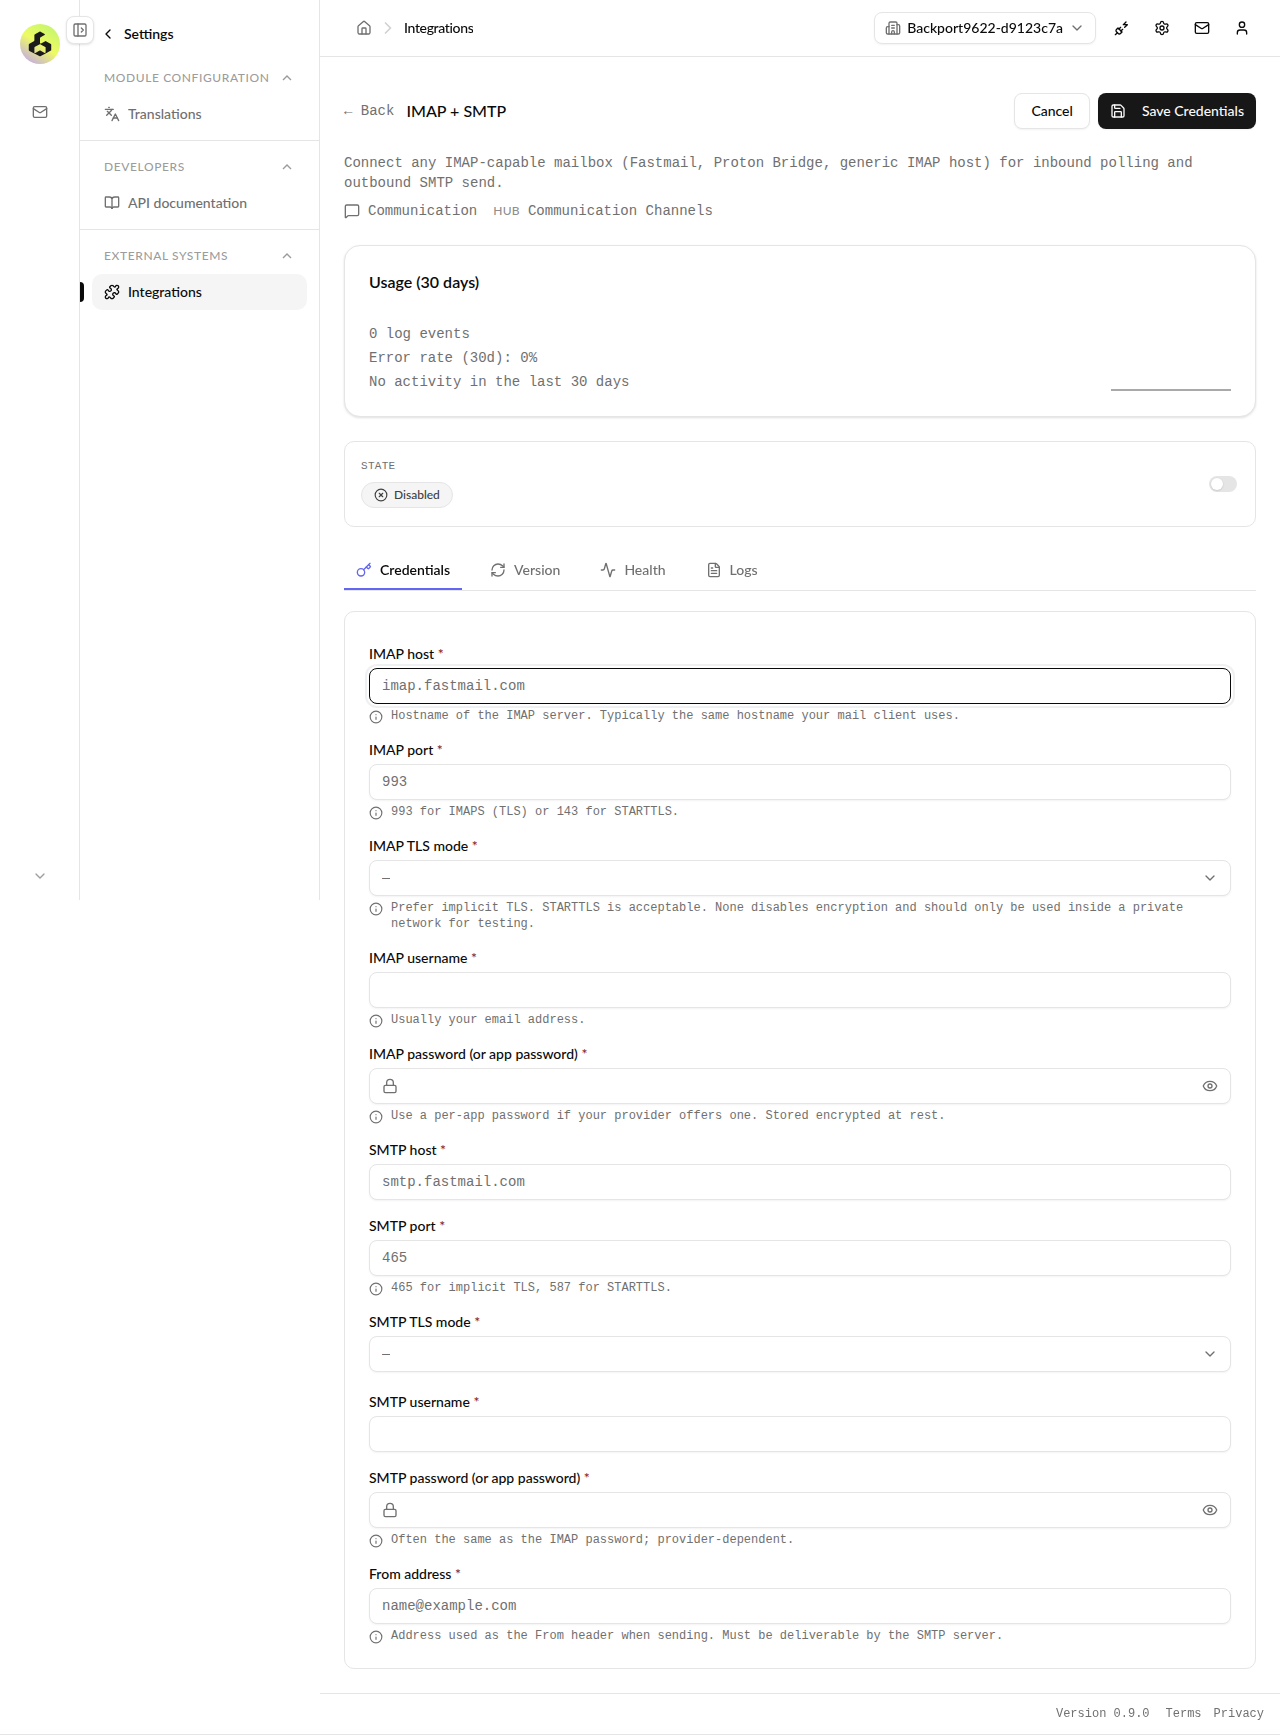 Settings
MODULE CONFIGURATION
Translations
DEVELOPERS
API documentation
EXTERNAL SYSTEMS
Integrations
Integrations
Backport9622-d9123c7a
← Back IMAP + SMTP
Cancel
Save Credentials
Connect any IMAP-capable mailbox (Fastmail, Proton Bridge, generic IMAP host) for inbound polling and
outbound SMTP send.
Communication HUB Communication Channels
Usage (30 days)
0 log events
Error rate (30d): 0%
No activity in the last 30 days
STATE
Disabled
Credentials Version Health Logs
IMAP host *
imap.fastmail.com
Hostname of the IMAP server. Typically the same hostname your mail client uses.
IMAP port *
993
993 for IMAPS (TLS) or 143 for STARTTLS.
IMAP TLS mode *
—
Prefer implicit TLS. STARTTLS is acceptable. None disables encryption and should only be used inside a private
network for testing.
IMAP username *
Usually your email address.
IMAP password (or app password) *
Use a per-app password if your provider offers one. Stored encrypted at rest.
SMTP host *
smtp.fastmail.com
SMTP port *
465
465 for implicit TLS, 587 for STARTTLS.
SMTP TLS mode *
—
SMTP username *
SMTP password (or app password) *
Often the same as the IMAP password; provider-dependent.
From address *
name@example.com
Address used as the From header when sending. Must be deliverable by the SMTP server.
Version 0.9.0 Terms Privacy